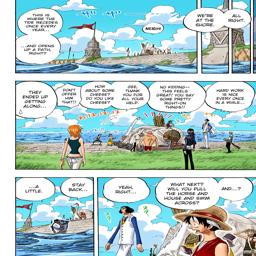 THIS IS
WHERE THE
TIDE RECEDES
ONCE EVERY
YEAR...
...AND OPENS
UP A PATH,
RIGHT?
NEIGH!
WE'RE
AT THE
SHORE...
ALL
RIGHT.
THEY
ENDED UP
GETTING
ALONG...
DON'T
OFFER
HIM
THAT!!
HOW
ABOUT SOME
CHEESE?
DO YOU LIKE
CHEESE?
GEE,
THANK
YOU FOR
ALL YOUR
HELP.
NO KIDDING--
THIS FEELS
GREAT! YOU SAY
SOME PRETTY
RIGHT-ON
THINGS!!
HARD WORK
IS NICE
EVERY ONCE
IN A WHILE...
...A
LITTLE.
STAY
BACK...
YEAH,
RIGHT...
WHAT NEXT?
WILL YOU PULL
THE HORSE
AND HOUSE
AND SWIM
ACROSS?
AND...?